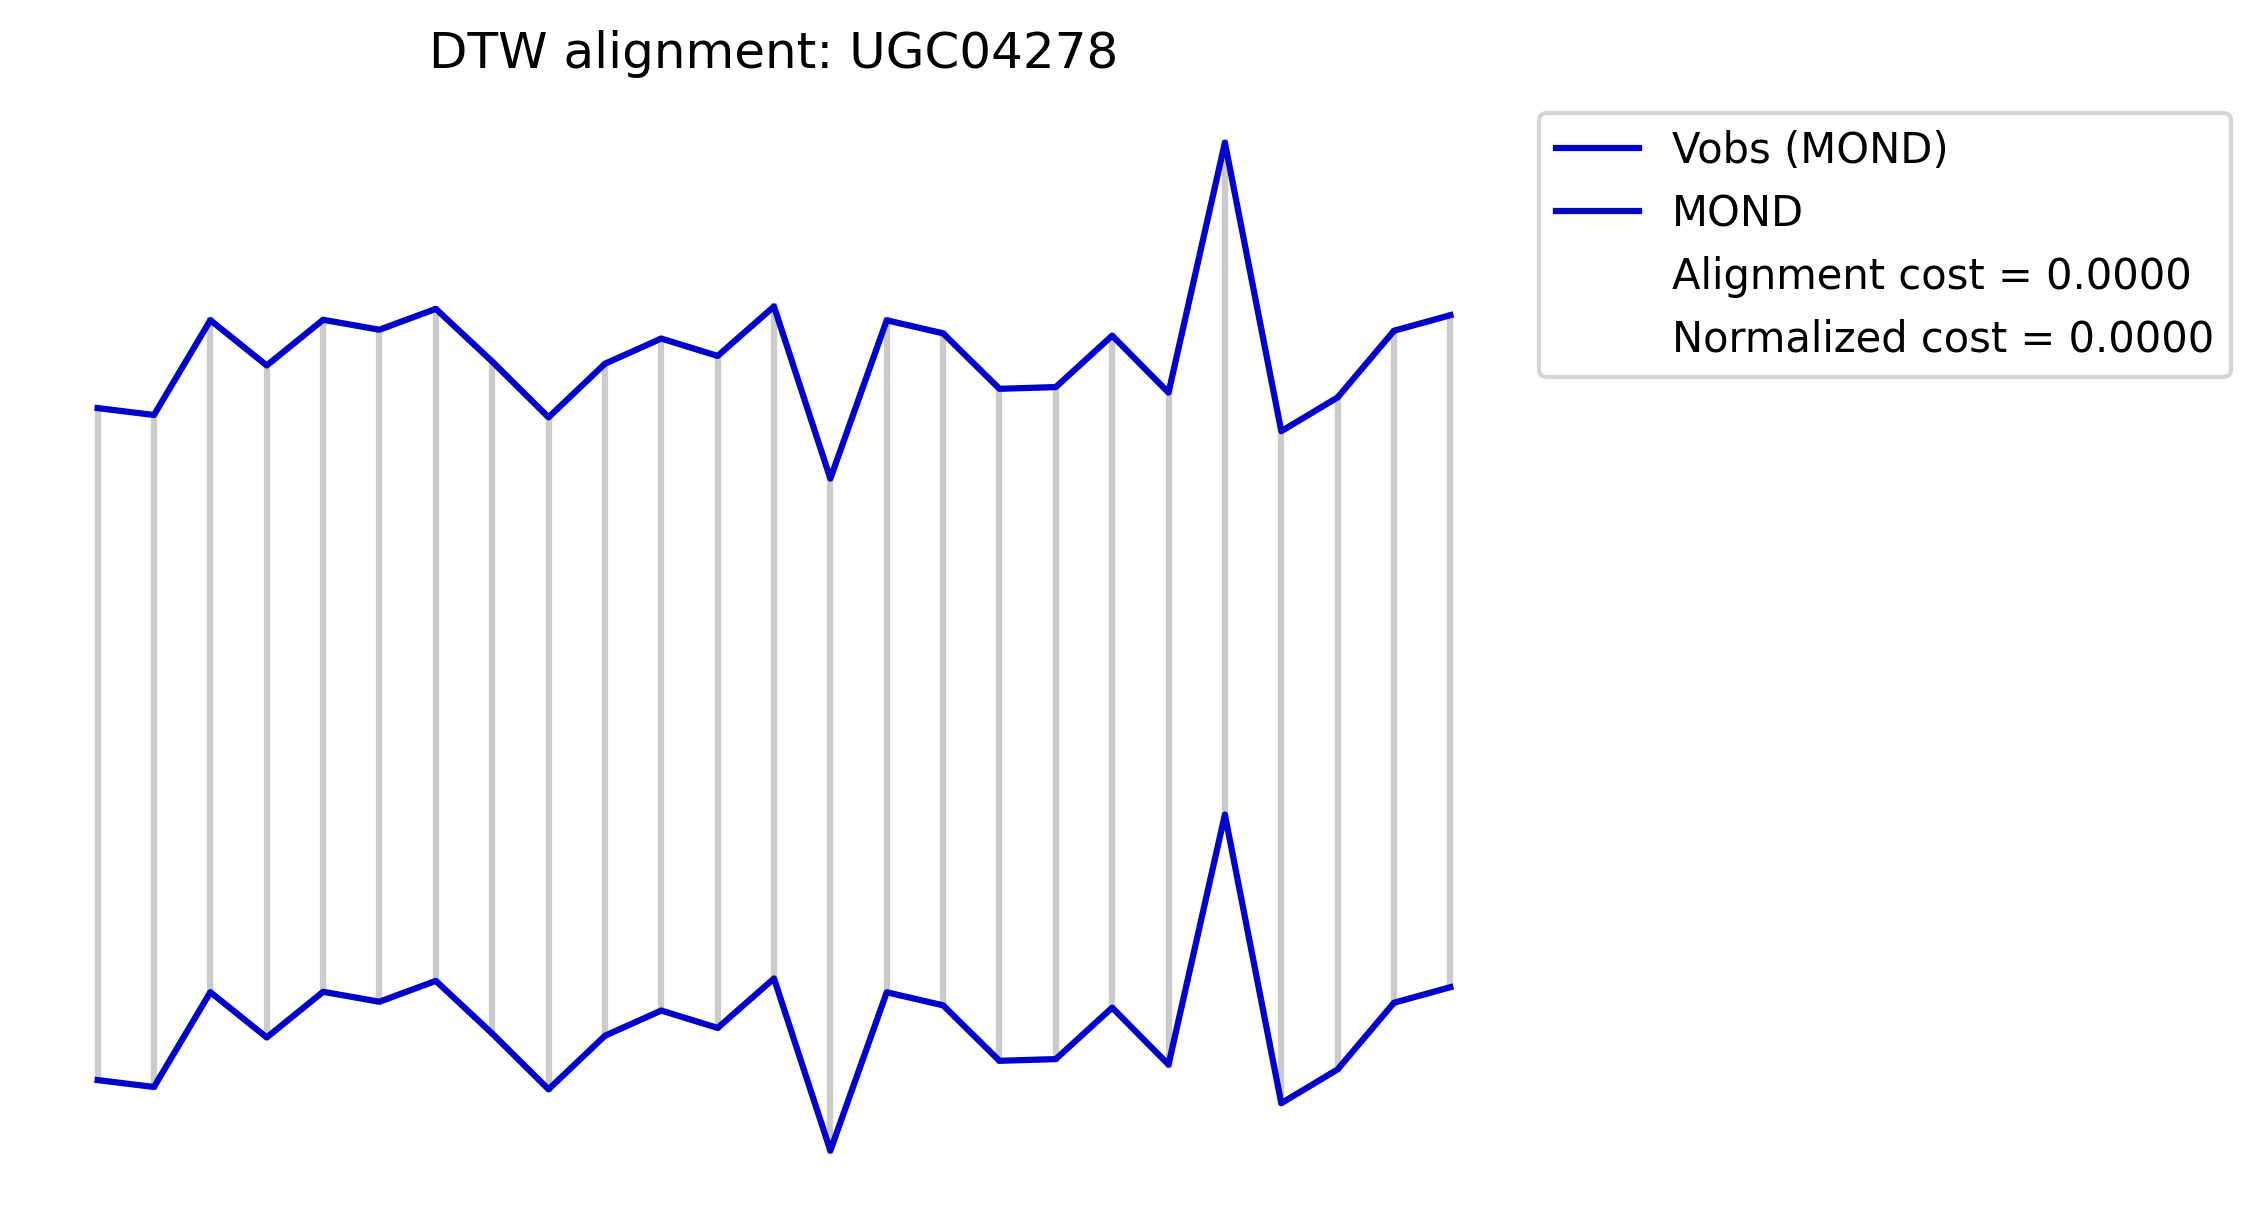 DTW alignment: UGC04278
Vobs (MOND)
MOND
Alignment cost = 0.0000
Normalized cost = 0.0000